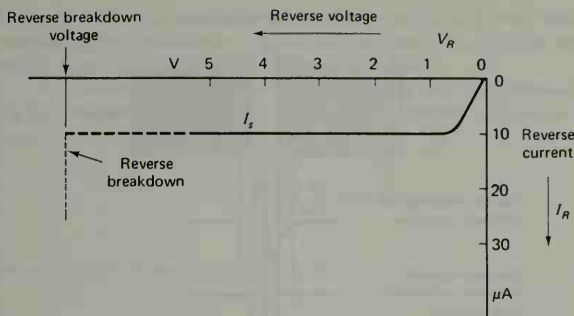 Reverse breakdown
voltage
Reverse voltage
V_R
V 5 4 3 2 1 0
0
I_s
10
Reverse
current
Reverse
breakdown
20
I_R
30
μA